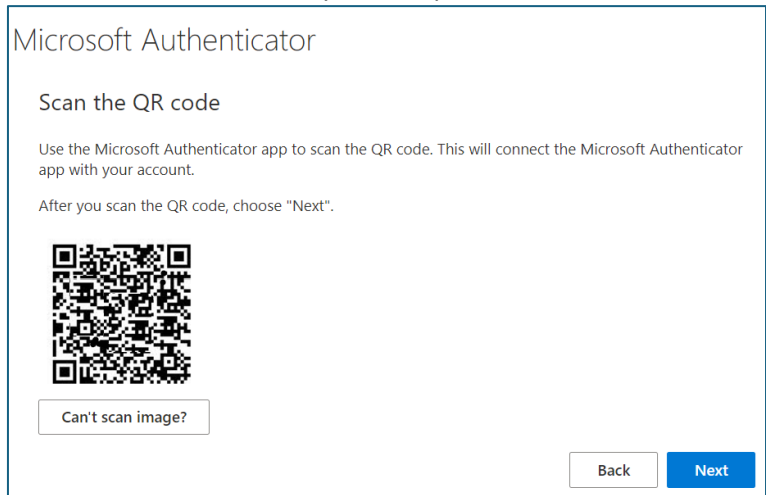 Microsoft Authenticator
Scan the QR code
Use the Microsoft Authenticator app to scan the QR code. This will connect the Microsoft Authenticator
app with your account.
After you scan the QR code, choose "Next".
Can't scan image?
Back
Next